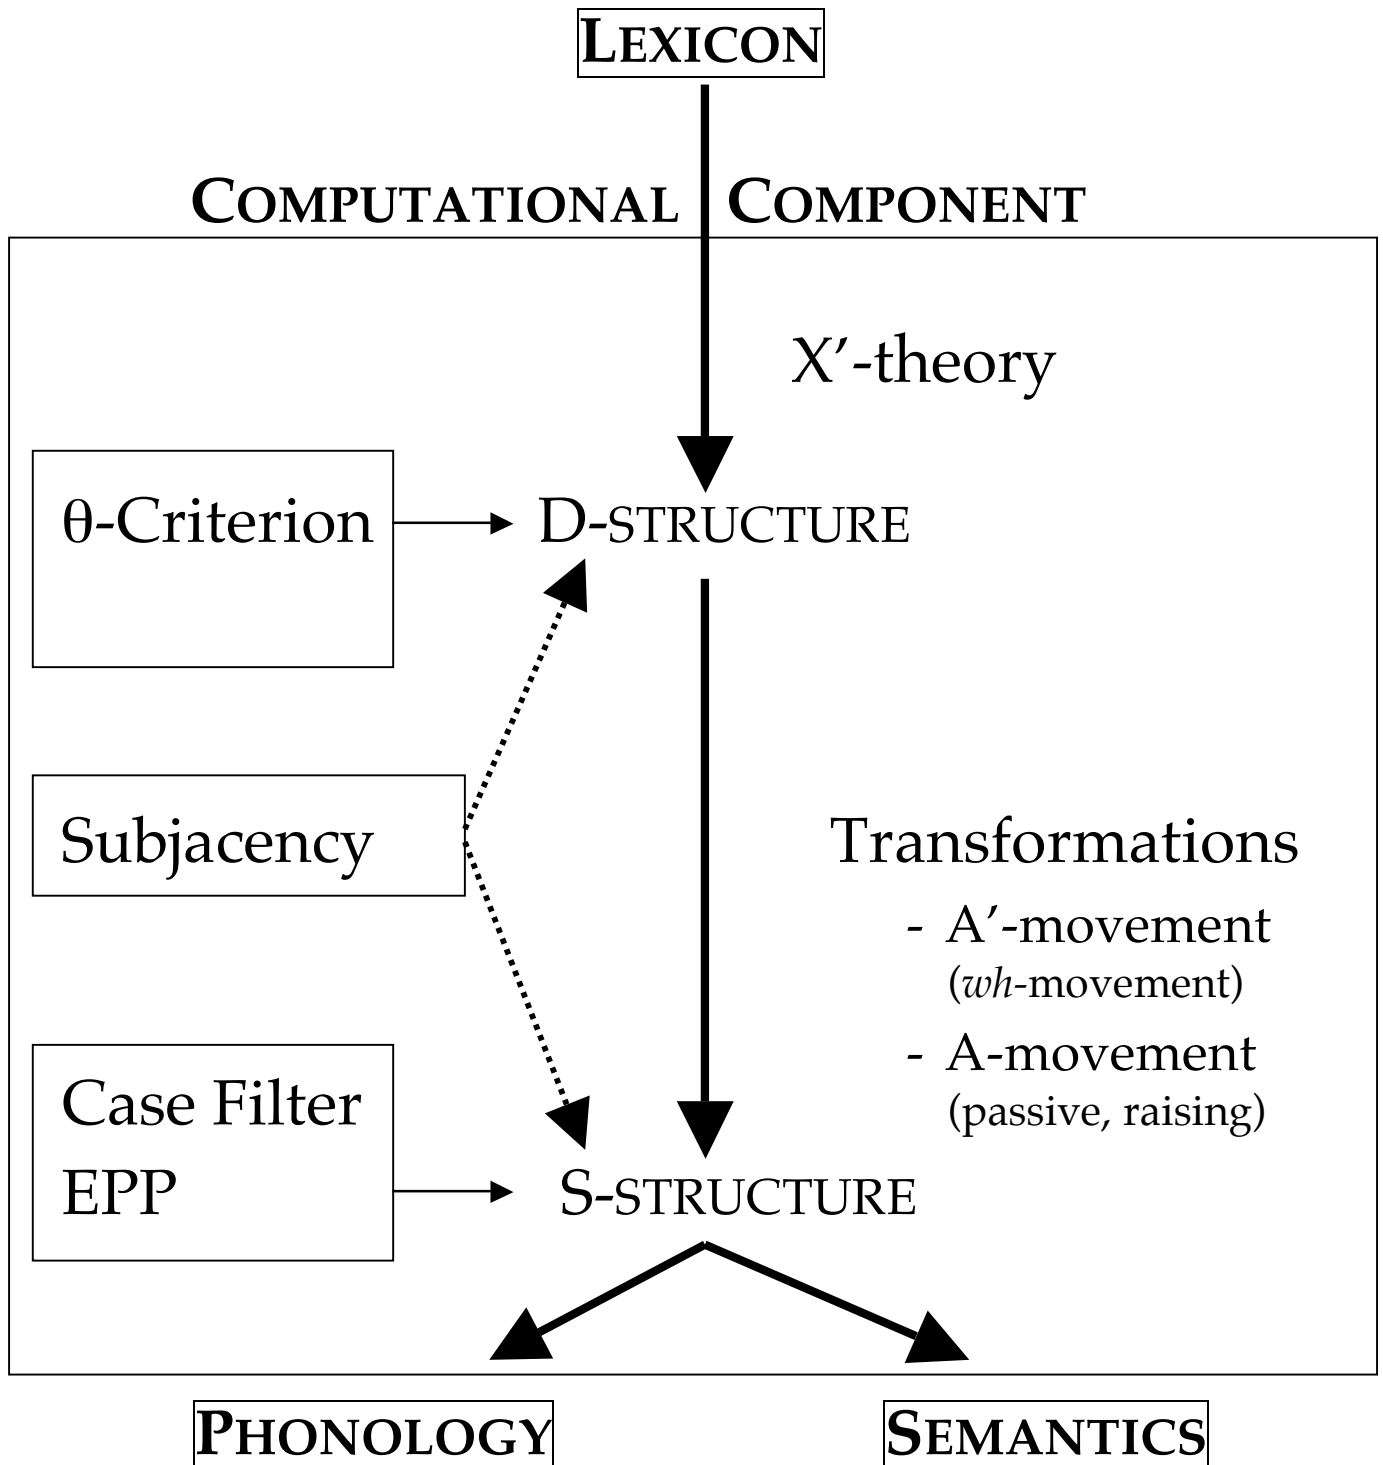 LEXICON
COMPUTATIONAL COMPONENT
X’-theory
θ-Criterion
D-STRUCTURE
Subjacency
Transformations
- A’-movement
(wh-movement)
- A-movement
(passive, raising)
Case Filter
EPP
S-STRUCTURE
PHONOLOGY
SEMANTICS